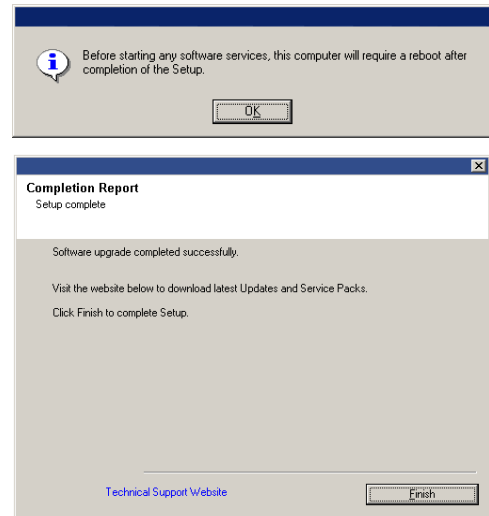 Before starting any software services, this computer will require a reboot after
completion of the Setup.
OK
Completion Report
Setup complete
Software upgrade completed successfully.
Visit the website below to download latest Updates and Service Packs.
Click Finish to complete Setup.
Technical Support Website
Finish